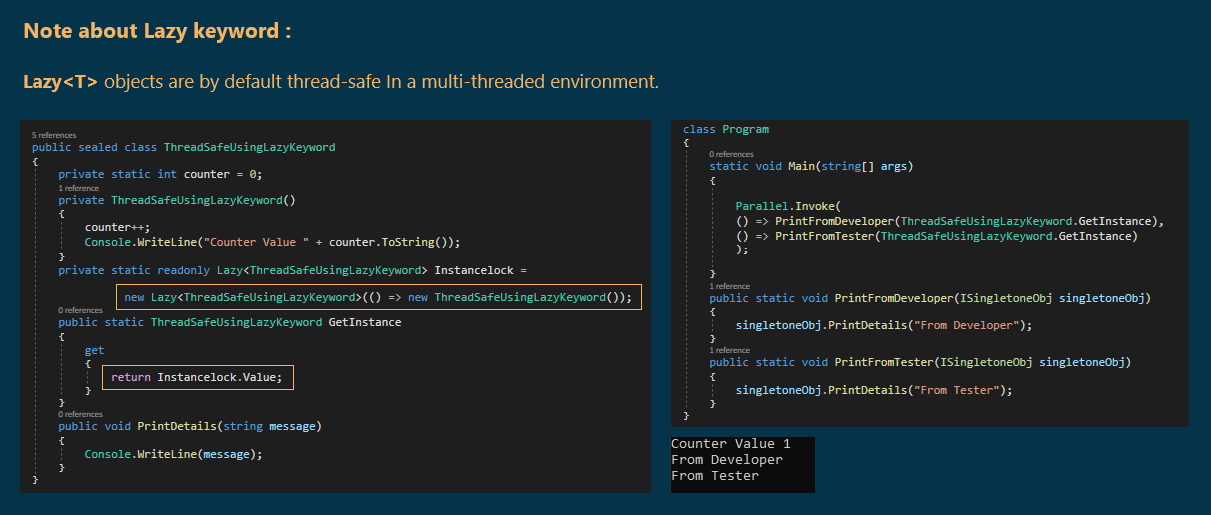 Note about Lazy keyword :
Lazy<T> objects are by default thread-safe In a multi-threaded environment.
5 references
public sealed class ThreadSafeUsingLazyKeyword
{
private static int counter = 0;
1 reference
private ThreadSafeUsingLazyKeyword()
{
counter++;
Console.WriteLine("Counter Value " + counter.ToString());
}
private static readonly Lazy<ThreadSafeUsingLazyKeyword> Instancelock =
new Lazy<ThreadSafeUsingLazyKeyword>(() => new ThreadSafeUsingLazyKeyword());
0 references
public static ThreadSafeUsingLazyKeyword GetInstance
{
get
{
return Instancelock.Value;
}
}
0 references
public void PrintDetails(string message)
{
Console.WriteLine(message);
}
}
class Program
{
0 references
static void Main(string[] args)
{
Parallel.Invoke(
() => PrintFromDeveloper(ThreadSafeUsingLazyKeyword.GetInstance),
() => PrintFromTester(ThreadSafeUsingLazyKeyword.GetInstance)
);
}
1 reference
public static void PrintFromDeveloper(ISingletoneObj singletoneObj)
{
singletoneObj.PrintDetails("From Developer");
}
1 reference
public static void PrintFromTester(ISingletoneObj singletoneObj)
{
singletoneObj.PrintDetails("From Tester");
}
}
Counter Value 1
From Developer
From Tester